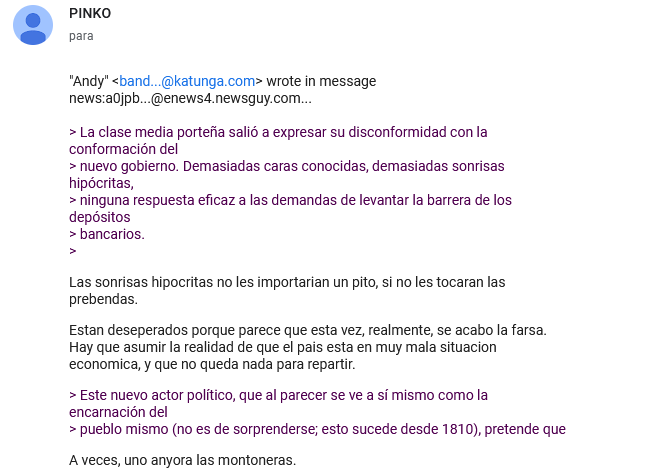 PINKO
para
"Andy" <band...@katunga.com> wrote in message
news:a0jpb...@enews4.newsguy.com...
> La clase media porteña salió a expresar su disconformidad con la
conformación del
> nuevo gobierno. Demasiadas caras conocidas, demasiadas sonrisas
hipócritas,
> ninguna respuesta eficaz a las demandas de levantar la barrera de los
depósitos
> bancarios.
>
Las sonrisas hipocritas no les importarian un pito, si no les tocaran las
prebendas.
Estan deseperados porque parece que esta vez, realmente, se acabo la farsa.
Hay que asumir la realidad de que el pais esta en muy mala situacion
economica, y que no queda nada para repartir.
> Este nuevo actor político, que al parecer se ve a sí mismo como la
encarnación del
> pueblo mismo (no es de sorprenderse; esto sucede desde 1810), pretende que
A veces, uno anyora las montoneras.